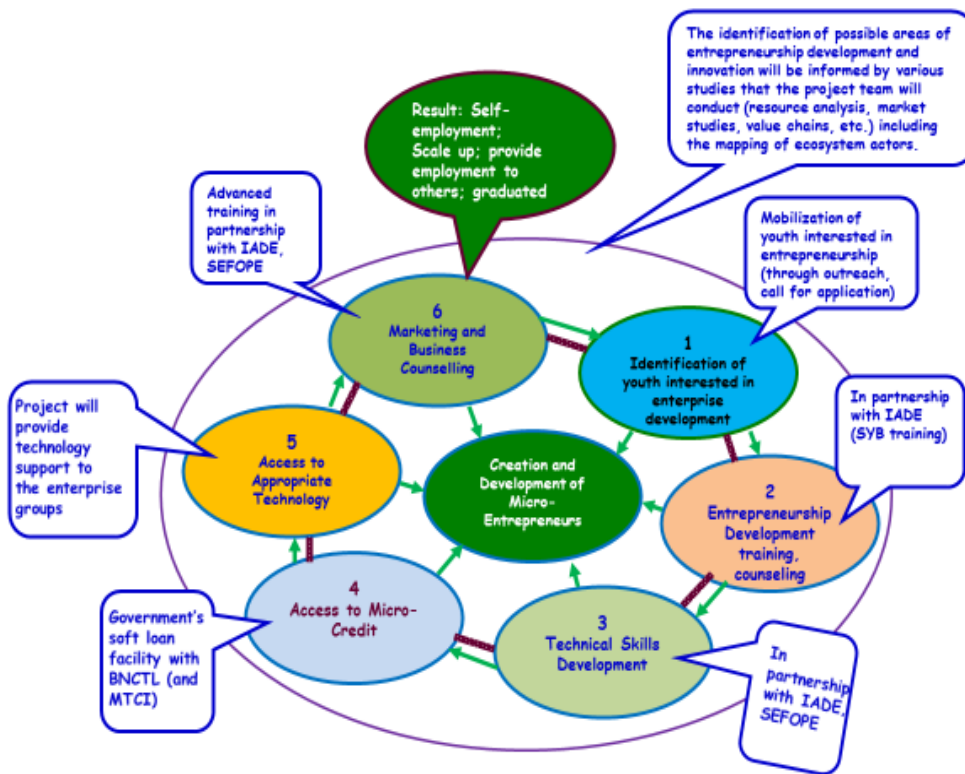 The identification of possible areas of
entrepreneurship development and
innovation will be informed by various
studies that the project team will
conduct (resource analysis, market
studies, value chains, etc.) including
the mapping of ecosystem actors.
Result: Self-
employment;
Scale up; provide
employment to
others; graduated
Advanced
training in
partnership
with IADE,
SEFOPE
Mobilization of
youth interested in
entrepreneurship
(through outreach,
call for application)
6
Marketing and
Business
Counselling
1
Identification of
youth interested in
enterprise
development
In partnership
with IADE
(SYB training)
Project will
provide
technology
support to
the enterprise
groups
5
Access to
Appropriate
Technology
Creation and
Development of
Micro-
Entrepreneurs
2
Entrepreneurship
Development
training,
counseling
4
Access to Micro-
Credit
3
Technical Skills
Development
Government's
soft loan
facility with
BNCTL (and
MTCI)
In
partnership
with IADE,
SEFOPE